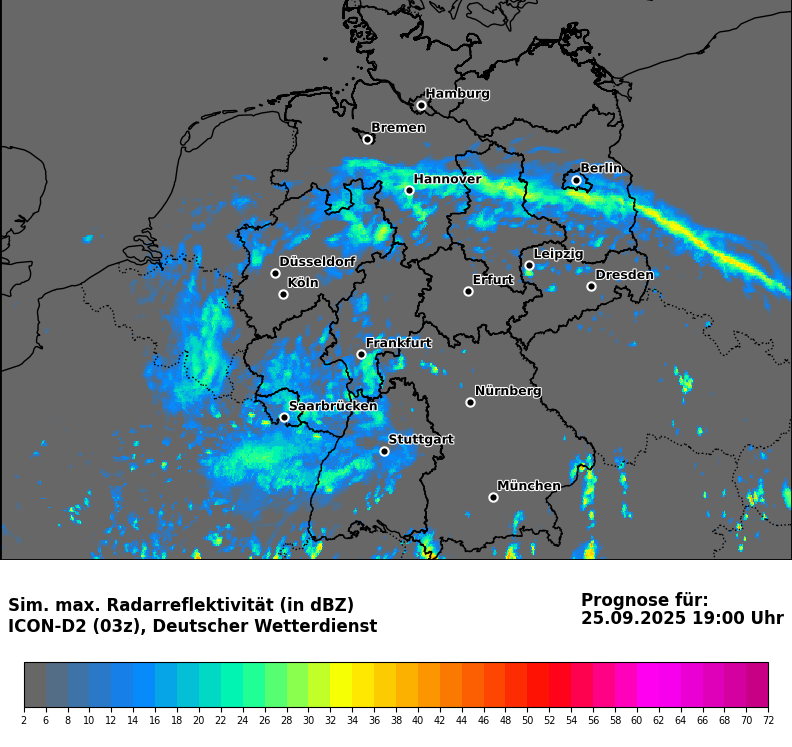 Hamburg
Bremen
Berlin
Hannover
Düsseldorf
Leipzig
Köln
Erfurt
Dresden
Frankfurt
Nürnberg
Saarbrücken
Stuttgart
München
Sim. max. Radarreflektivität (in dBZ)
ICON-D2 (03z), Deutscher Wetterdienst
Prognose für:
25.09.2025 19:00 Uhr
2 6 8 10 12 14 16 18 20 22 24 26 28 30 32 34 36 38 40 42 44 46 48 50 52 54 56 58 60 62 64 66 68 70 72